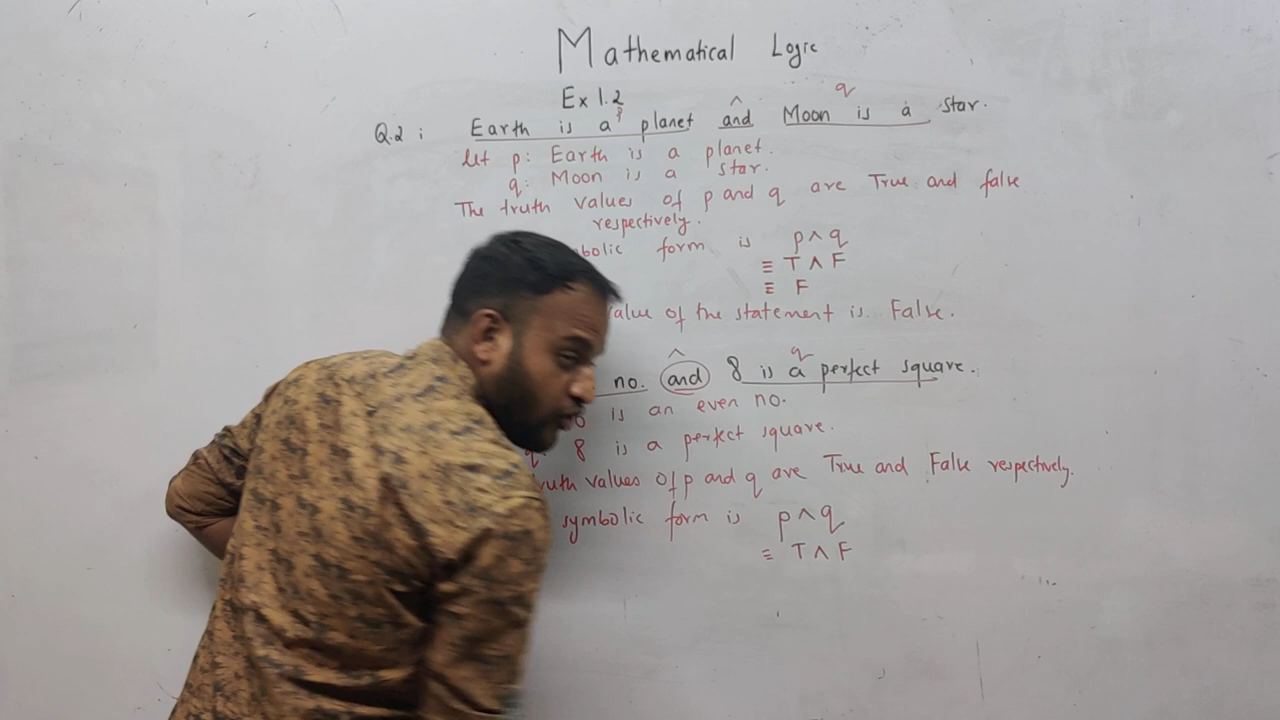 Mathematical Logic
Ex 1.2
p ^ q
Q.2 : Earth is a planet and Moon is a star.
let p: Earth is a planet.
q: Moon is a star.
The truth values of p and q are True and false
respectively.
form is p ∧ q
≡ T ∧ F
≡ F
of the statement is False.
^ q
no. and 8 is a perfect square.
is an even no.
q: 8 is a perfect square.
values of p and q are True and False respectively.
symbolic form is p ∧ q
≡ T ∧ F